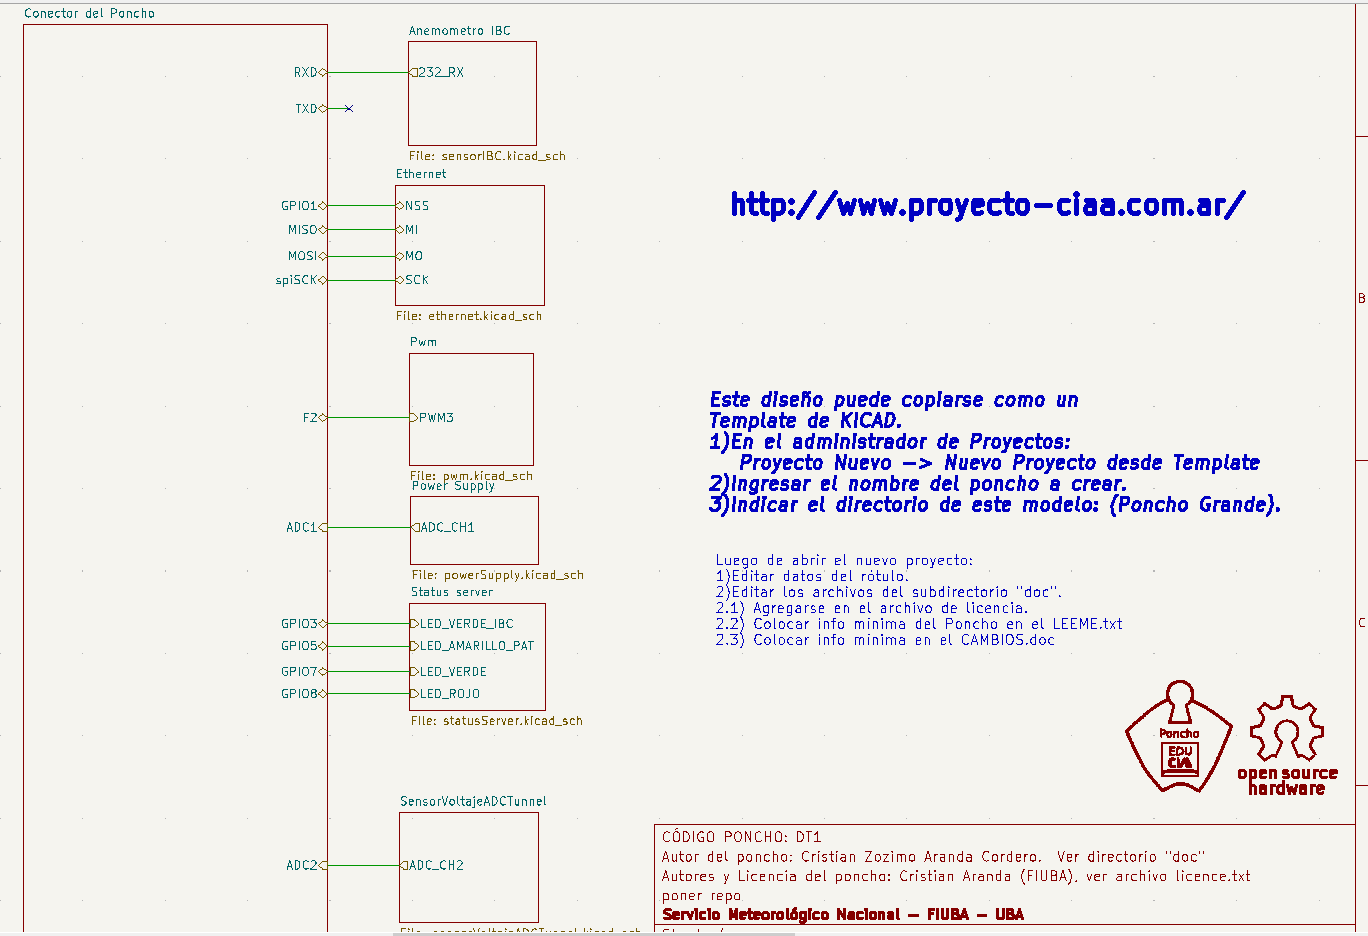 Conector del Poncho
Anemometro IBC
RXD
232_RX
TXD
File: sensorIBC.kicad_sch
Ethernet
GPIO1
NSS
MISO
MI
MOSI
MO
spiSCK
SCK
File: ethernet.kicad_sch
Pwm
F2
PWM3
File: pwm.kicad_sch
Power Supply
ADC1
ADC_CH1
File: powerSupply.kicad_sch
Status server
GPIO3
LED_VERDE_IBC
GPIO5
LED_AMARILLO_PAT
GPIO7
LED_VERDE
GPIO8
LED_ROJO
File: statusServer.kicad_sch
SensorVoltajeADCTunnel
ADC2
ADC_CH2
File: sensorVoltajeADCTunnel.kicad_sch
http://www.proyecto-ciaa.com.ar/
Este diseño puede copiarse como un
Template de KICAD.
1)En el administrador de Proyectos:
Proyecto Nuevo -> Nuevo Proyecto desde Template
2)Ingresar el nombre del poncho a crear.
3)Indicar el directorio de este modelo: (Poncho Grande).
Luego de abrir el nuevo proyecto:
1)Editar datos del rótulo.
2)Editar los archivos del subdirectorio "doc".
2.1) Agregarse en el archivo de licencia.
2.2) Colocar info minima del Poncho en el LEEME.txt
2.3) Colocar info minima en el CAMBIOS.doc
B
C
Poncho
EDU
CIAA
open source
hardware
CÓDIGO PONCHO: DT1
Autor del poncho: Cristian Zozimo Aranda Cordero. Ver directorio "doc"
Autores y Licencia del poncho: Cristian Aranda (FIUBA), ver archivo licence.txt
poner repo
Servicio Meteorológico Nacional - FIUBA - UBA